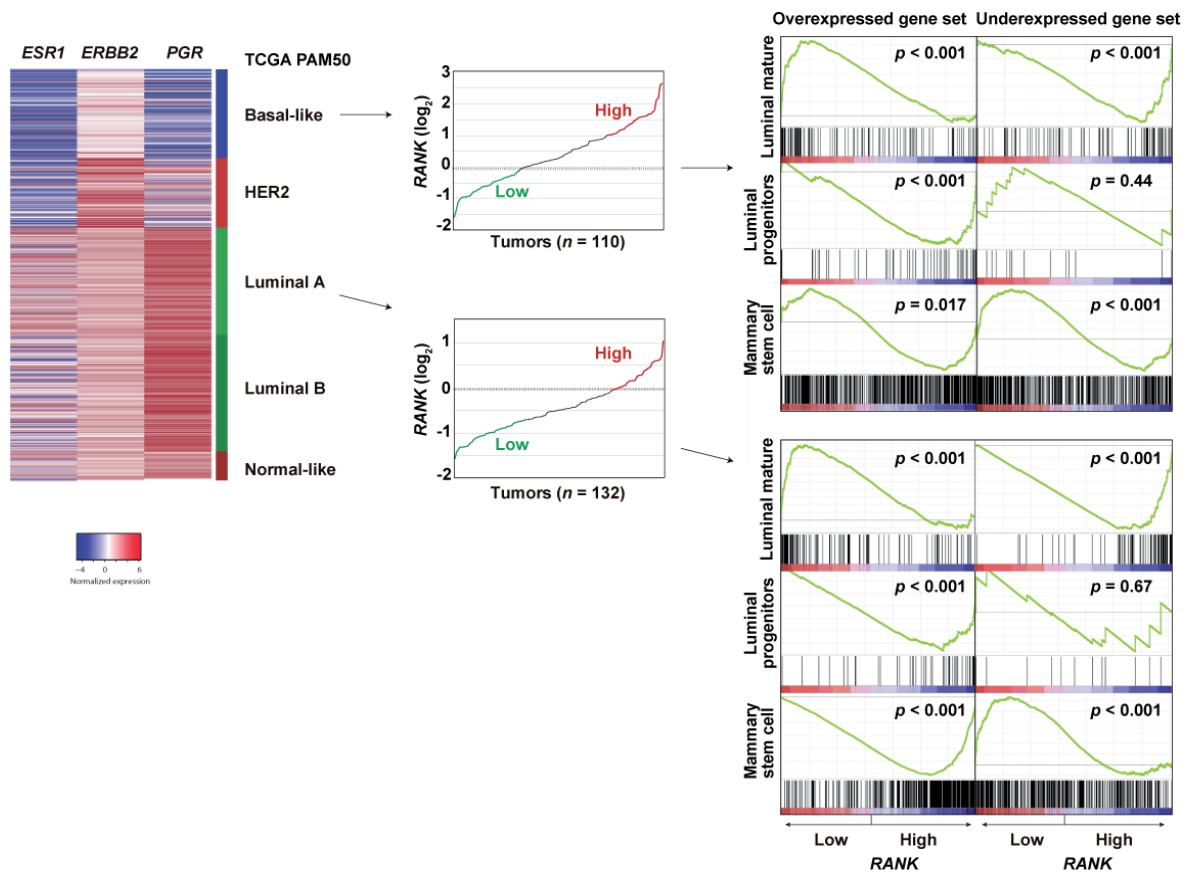 ESR1 ERBB2 PGR
TCGA PAM50
Basal-like
HER2
Luminal A
Luminal B
Normal-like
−4 0 6
Normalized expression
RANK (log2)
3
2
1
0
-1
-2
High
Low
Tumors (n = 110)
RANK (log2)
1
0
-1
-2
High
Low
Tumors (n = 132)
Overexpressed gene set Underexpressed gene set
Luminal mature
p < 0.001
p < 0.001
Luminal
progenitors
p < 0.001
p = 0.44
Mammary
stem cell
p = 0.017
p < 0.001
Luminal mature
p < 0.001
p < 0.001
Luminal
progenitors
p < 0.001
p = 0.67
Mammary
stem cell
p < 0.001
p < 0.001
Low High Low High
RANK RANK